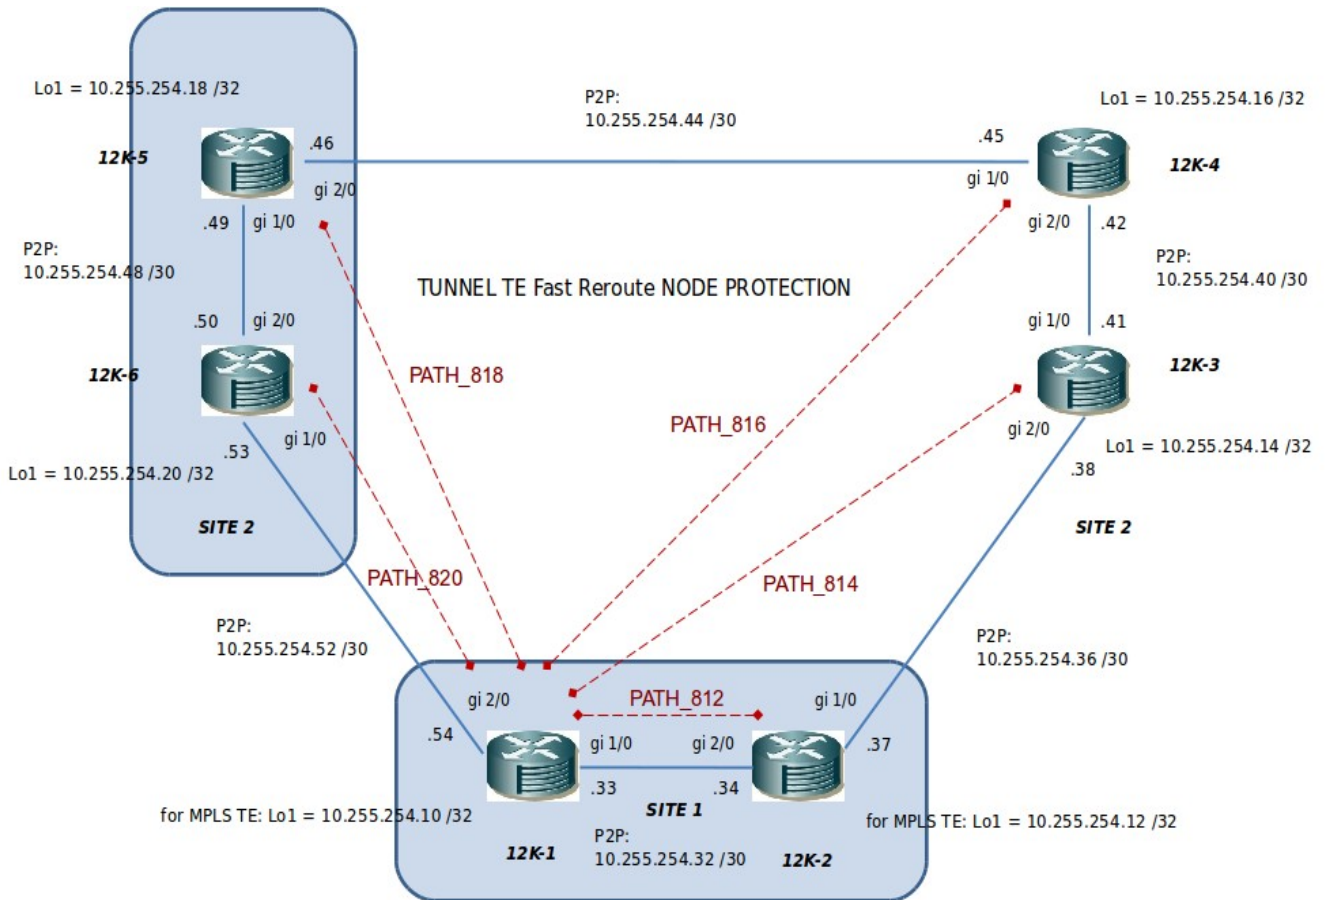 Lo1 = 10.255.254.18 /32
P2P:
10.255.254.44 /30
Lo1 = 10.255.254.16 /32
12K-5
.46
.45
12K-4
gi 2/0
gi 1/0
.49
gi 1/0
gi 2/0
.42
P2P:
10.255.254.48 /30
P2P:
10.255.254.40 /30
TUNNEL TE Fast Reroute NODE PROTECTION
.50
gi 2/0
gi 1/0
.41
12K-6
PATH_818
12K-3
PATH_816
gi 1/0
gi 2/0
.53
Lo1 = 10.255.254.14 /32
Lo1 = 10.255.254.20 /32
.38
SITE 2
SITE 2
PATH_820
PATH_814
P2P:
10.255.254.52 /30
P2P:
10.255.254.36 /30
gi 2/0
PATH_812
gi 1/0
.54
gi 1/0
gi 2/0
.37
.33
.34
SITE 1
for MPLS TE: Lo1 = 10.255.254.10 /32
for MPLS TE: Lo1 = 10.255.254.12 /32
12K-1
P2P:
10.255.254.32 /30
12K-2